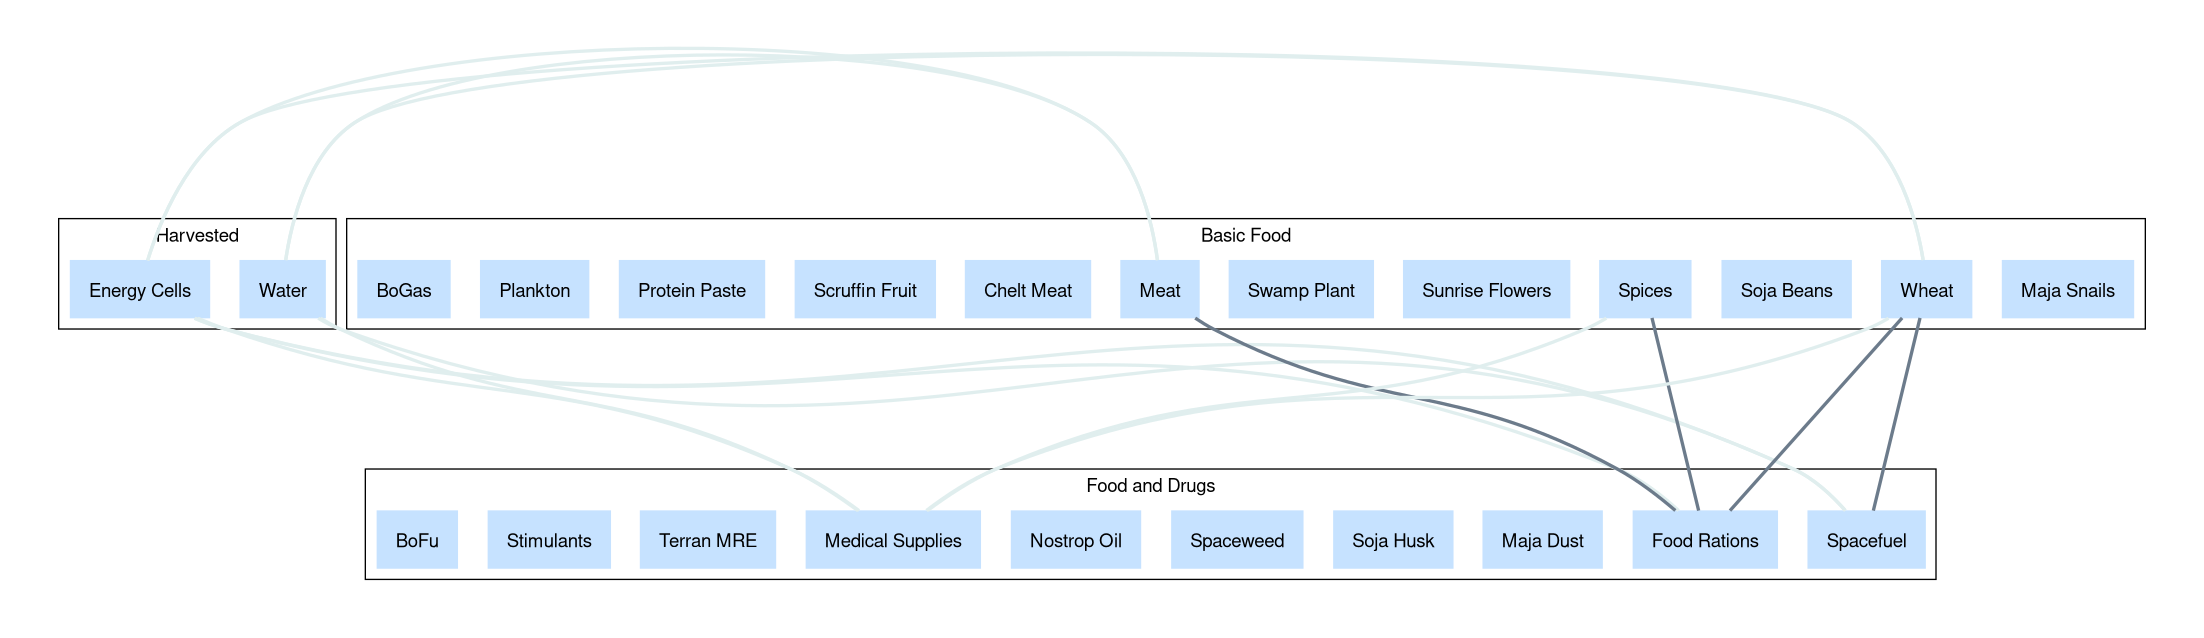 Harvested
Basic Food
Energy Cells
Water
BoGas
Plankton
Protein Paste
Scruffin Fruit
Chelt Meat
Meat
Swamp Plant
Sunrise Flowers
Spices
Soja Beans
Wheat
Maja Snails
Food and Drugs
BoFu
Stimulants
Terran MRE
Medical Supplies
Nostrop Oil
Spaceweed
Soja Husk
Maja Dust
Food Rations
Spacefuel